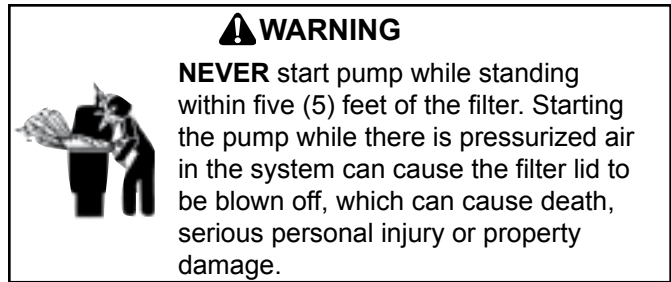 WARNING
NEVER start pump while standing
within five (5) feet of the filter. Starting
the pump while there is pressurized air
in the system can cause the filter lid to
be blown off, which can cause death,
serious personal injury or property
damage.